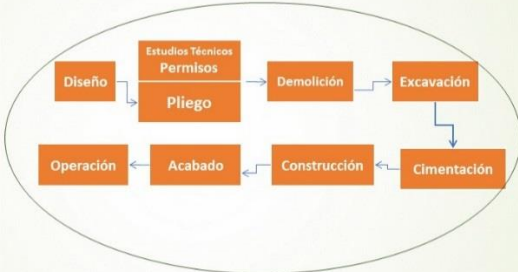 Diseño
Estudios Técnicos
Permisos
Pliego
Demolición
Excavación
Cimentación
Construcción
Acabado
Operación